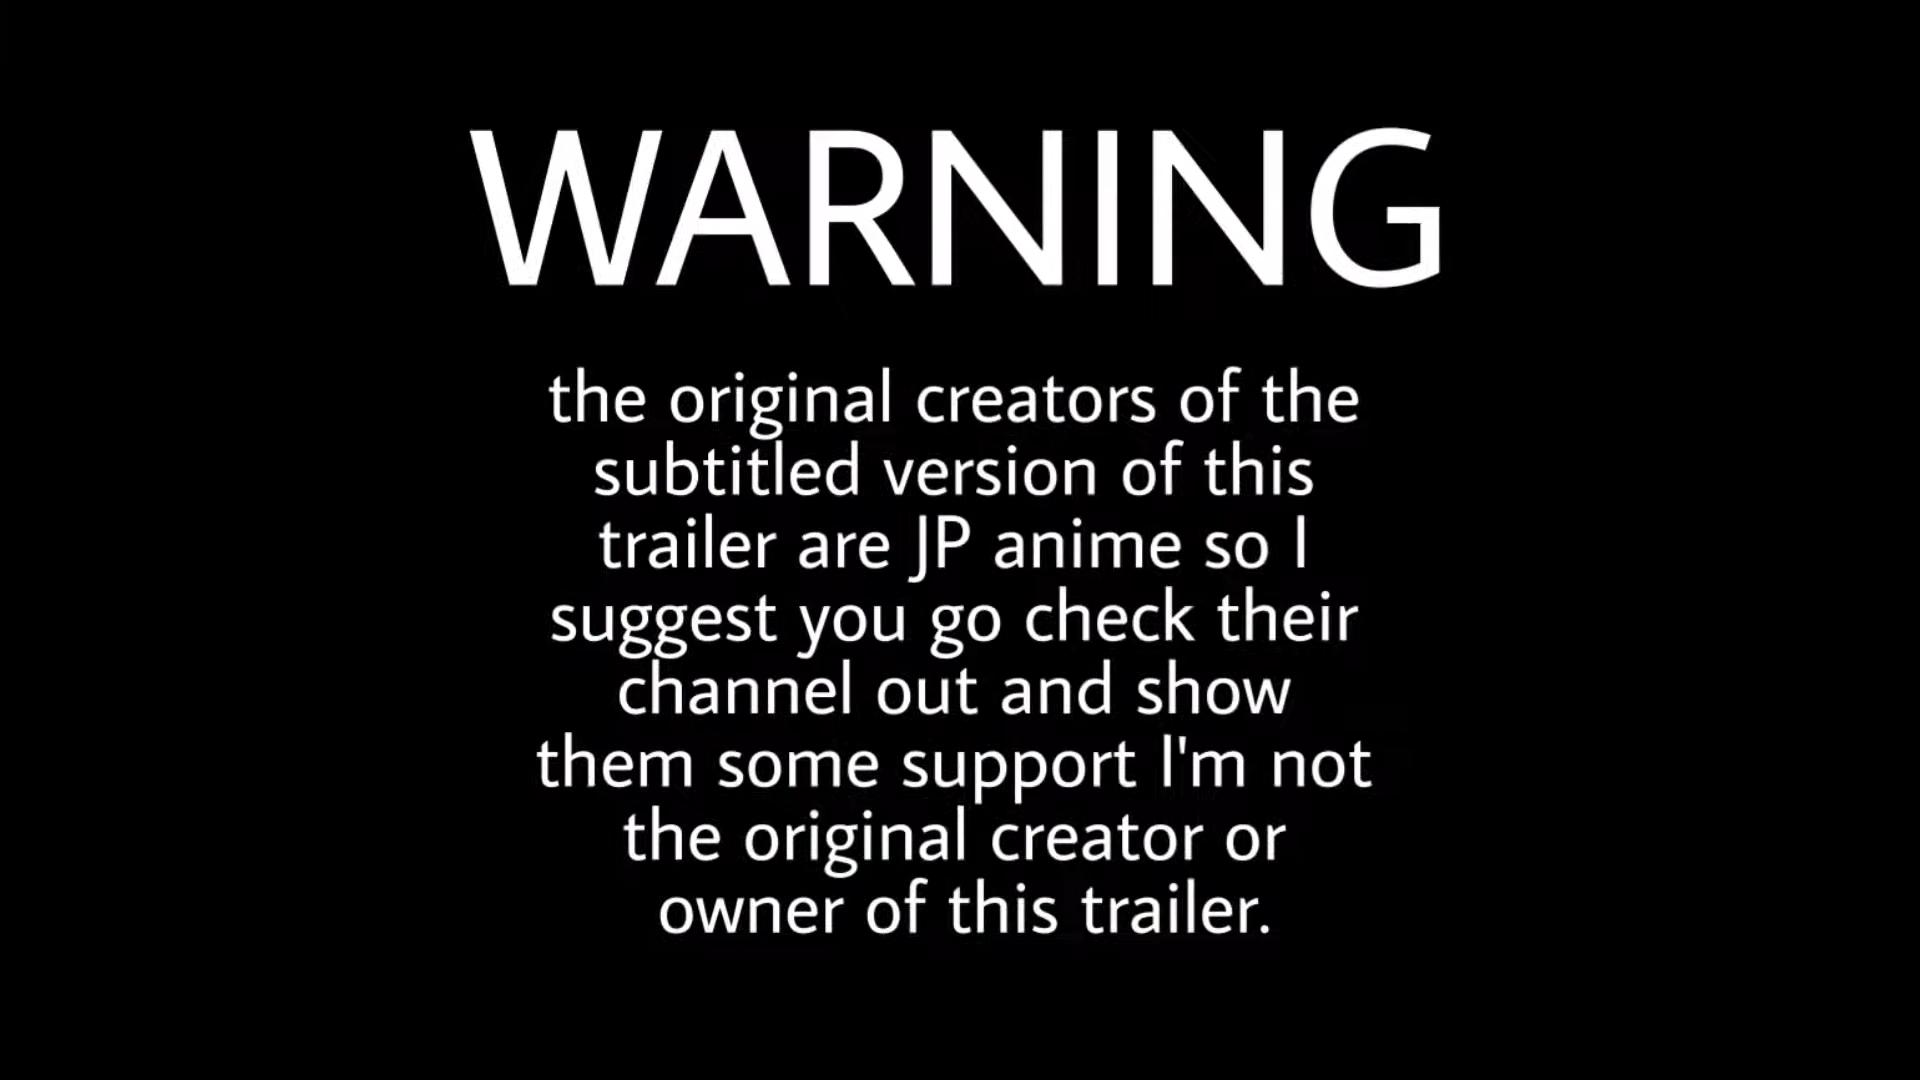 WARNING
the original creators of the
subtitled version of this
trailer are JP anime so I
suggest you go check their
channel out and show
them some support I'm not
the original creator or
owner of this trailer.